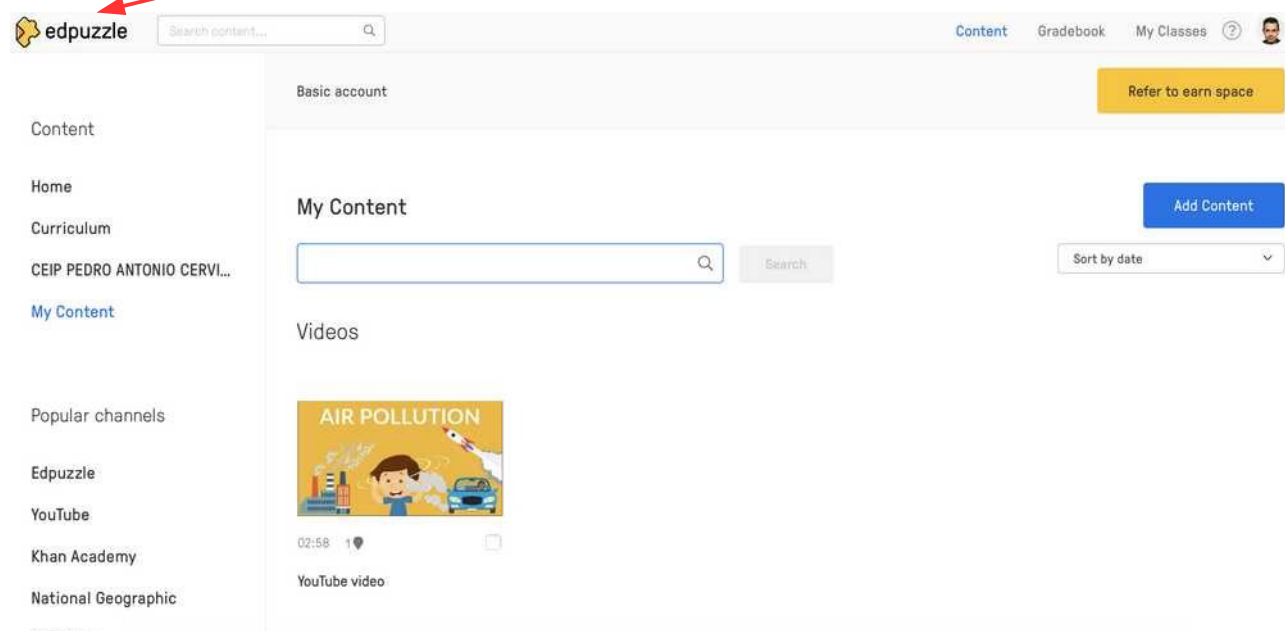 edpuzzle
Search content...
Content
Gradebook
My Classes
?
Basic account
Refer to earn space
Content
Home
Curriculum
CEIP PEDRO ANTONIO CERVI...
My Content
Popular channels
Edpuzzle
YouTube
Khan Academy
National Geographic
My Content
Add Content
Search
Sort by date
Videos
AIR POLLUTION
02:58 1
YouTube video